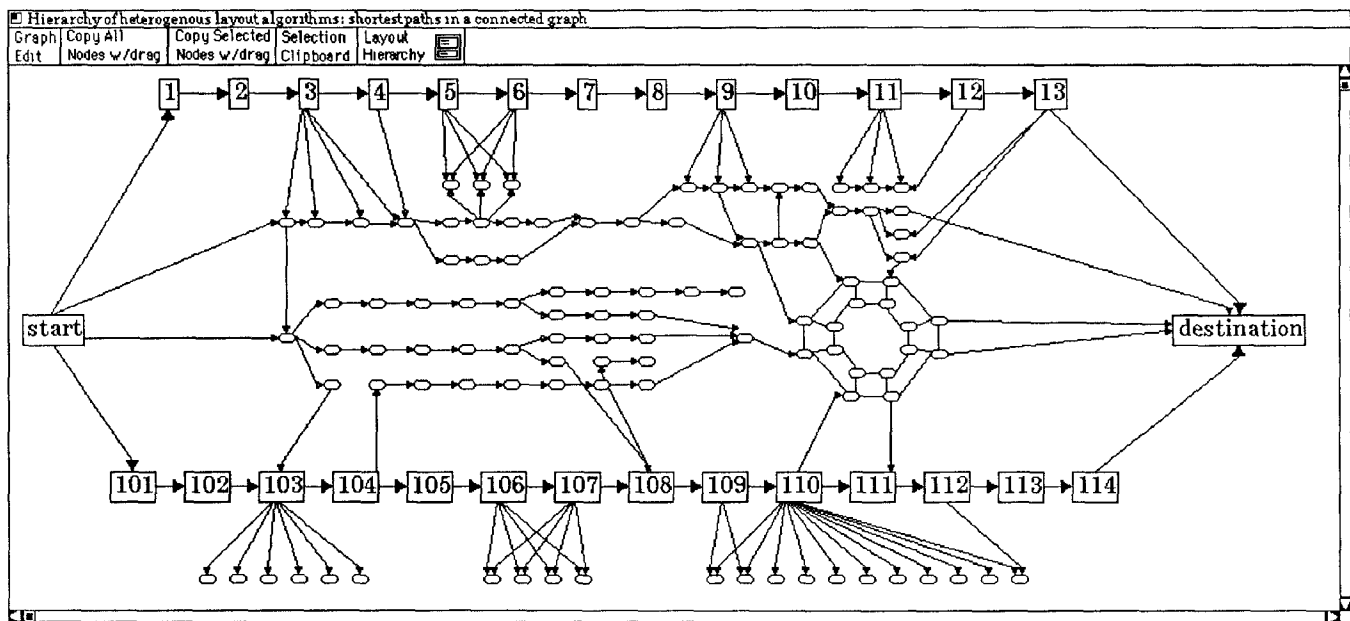 Hierarchy of heterogenous layout algorithms: shortest paths in a connected graph
Graph Copy All Copy Selected Selection Layout
Edit Nodes w/drag Nodes w/drag Clipboard Hierarchy
1 2 3 4 5 6 7 8 9 10 11 12 13
start destination
101 102 103 104 105 106 107 108 109 110 111 112 113 114